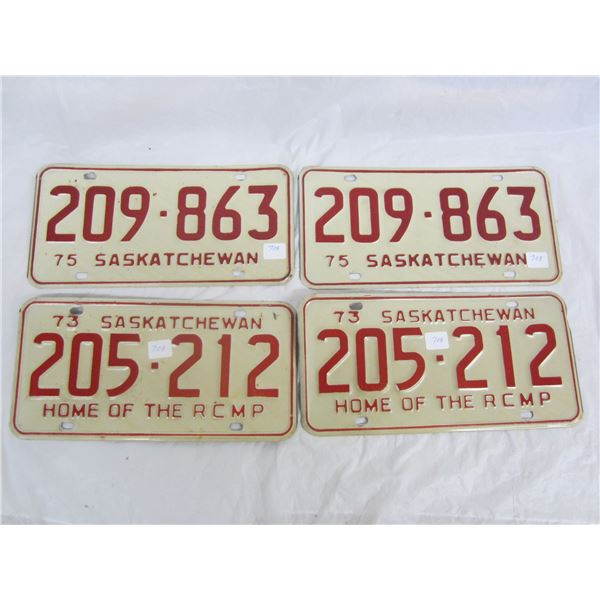 209·863
75 SASKATCHEWAN
209·863
75 SASKATCHEWAN
73 SASKATCHEWAN
205·212
HOME OF THE RCMP
73 SASKATCHEWAN
205·212
HOME OF THE RCMP